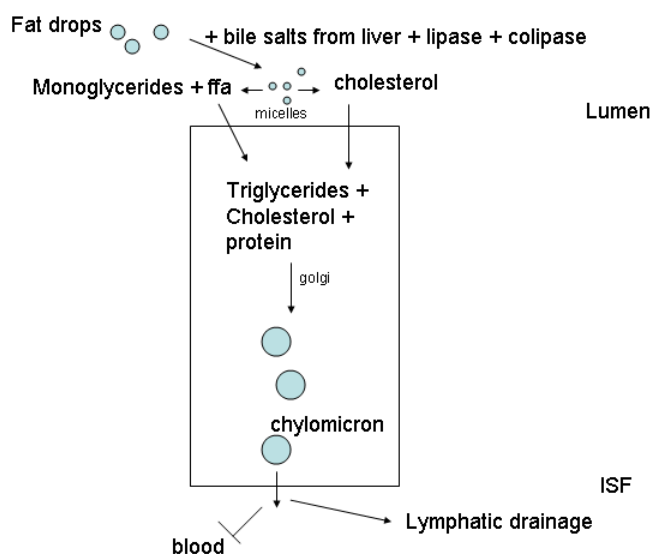 Fat drops
+ bile salts from liver + lipase + colipase
Monoglycerides + ffa
cholesterol
micelles
Lumen
Triglycerides +
Cholesterol +
protein
golgi
chylomicron
ISF
Lymphatic drainage
blood